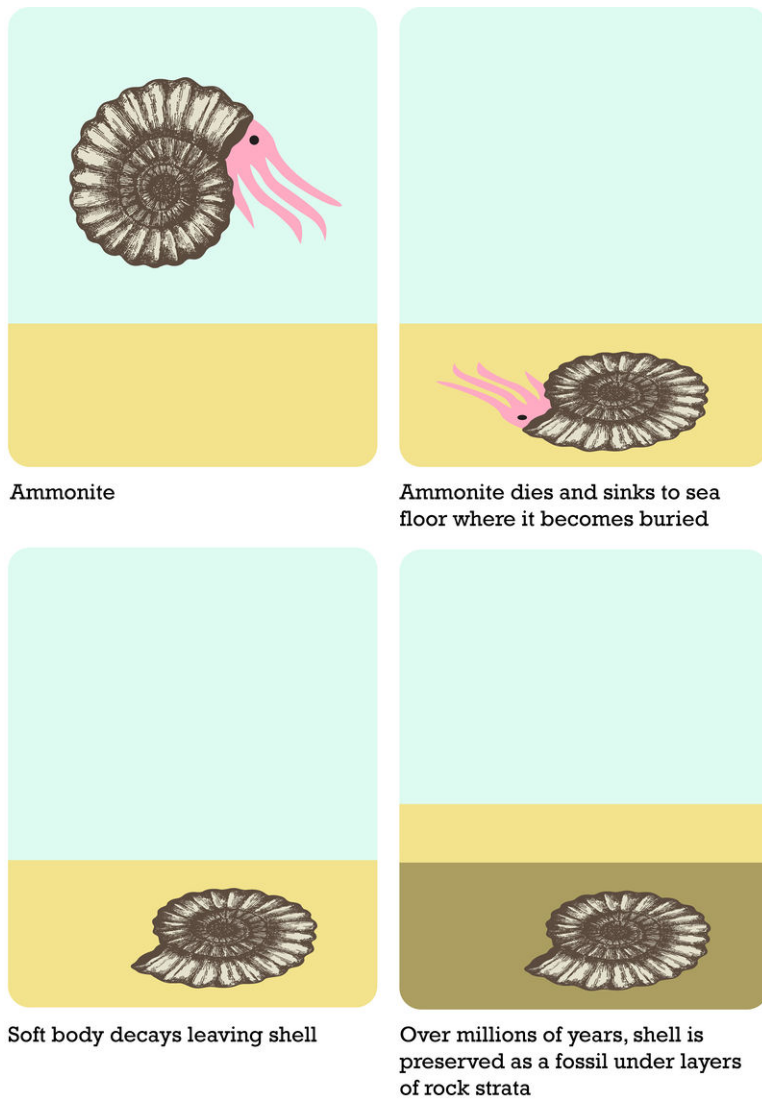 Ammonite
Ammonite dies and sinks to sea
floor where it becomes buried
Soft body decays leaving shell
Over millions of years, shell is
preserved as a fossil under layers
of rock strata